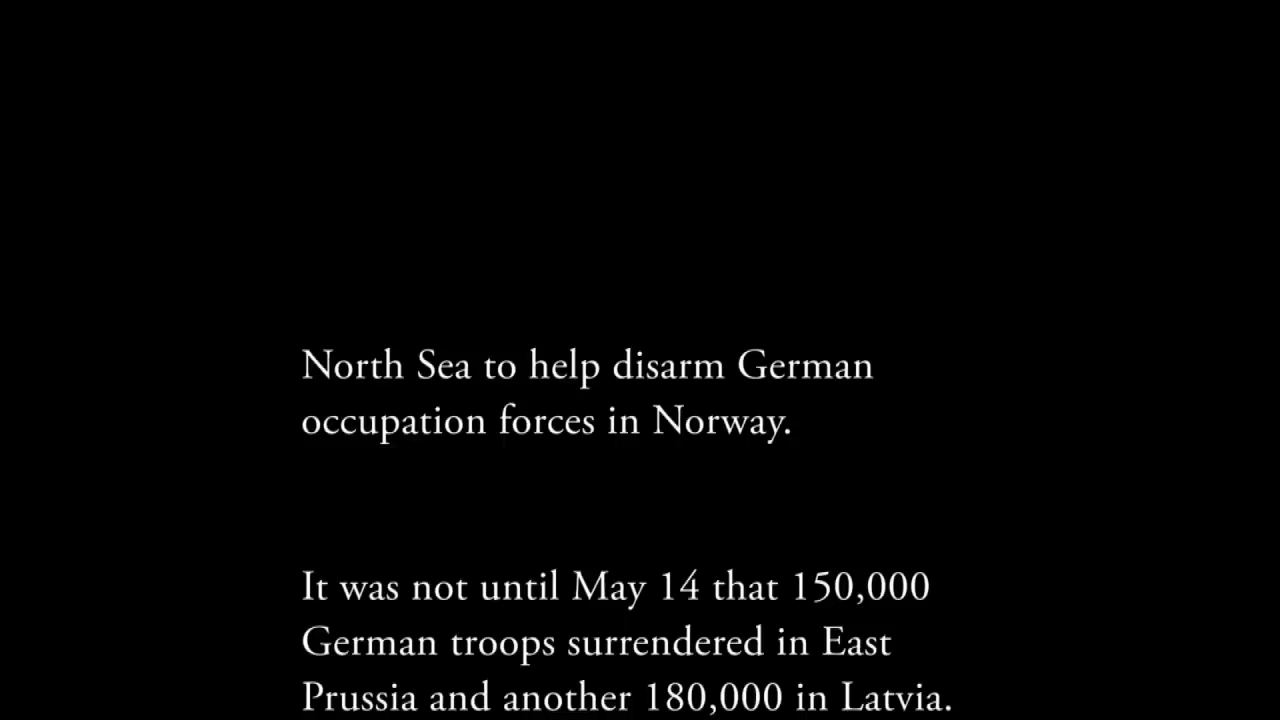 North Sea to help disarm German
occupation forces in Norway.
It was not until May 14 that 150,000
German troops surrendered in East
Prussia and another 180,000 in Latvia.